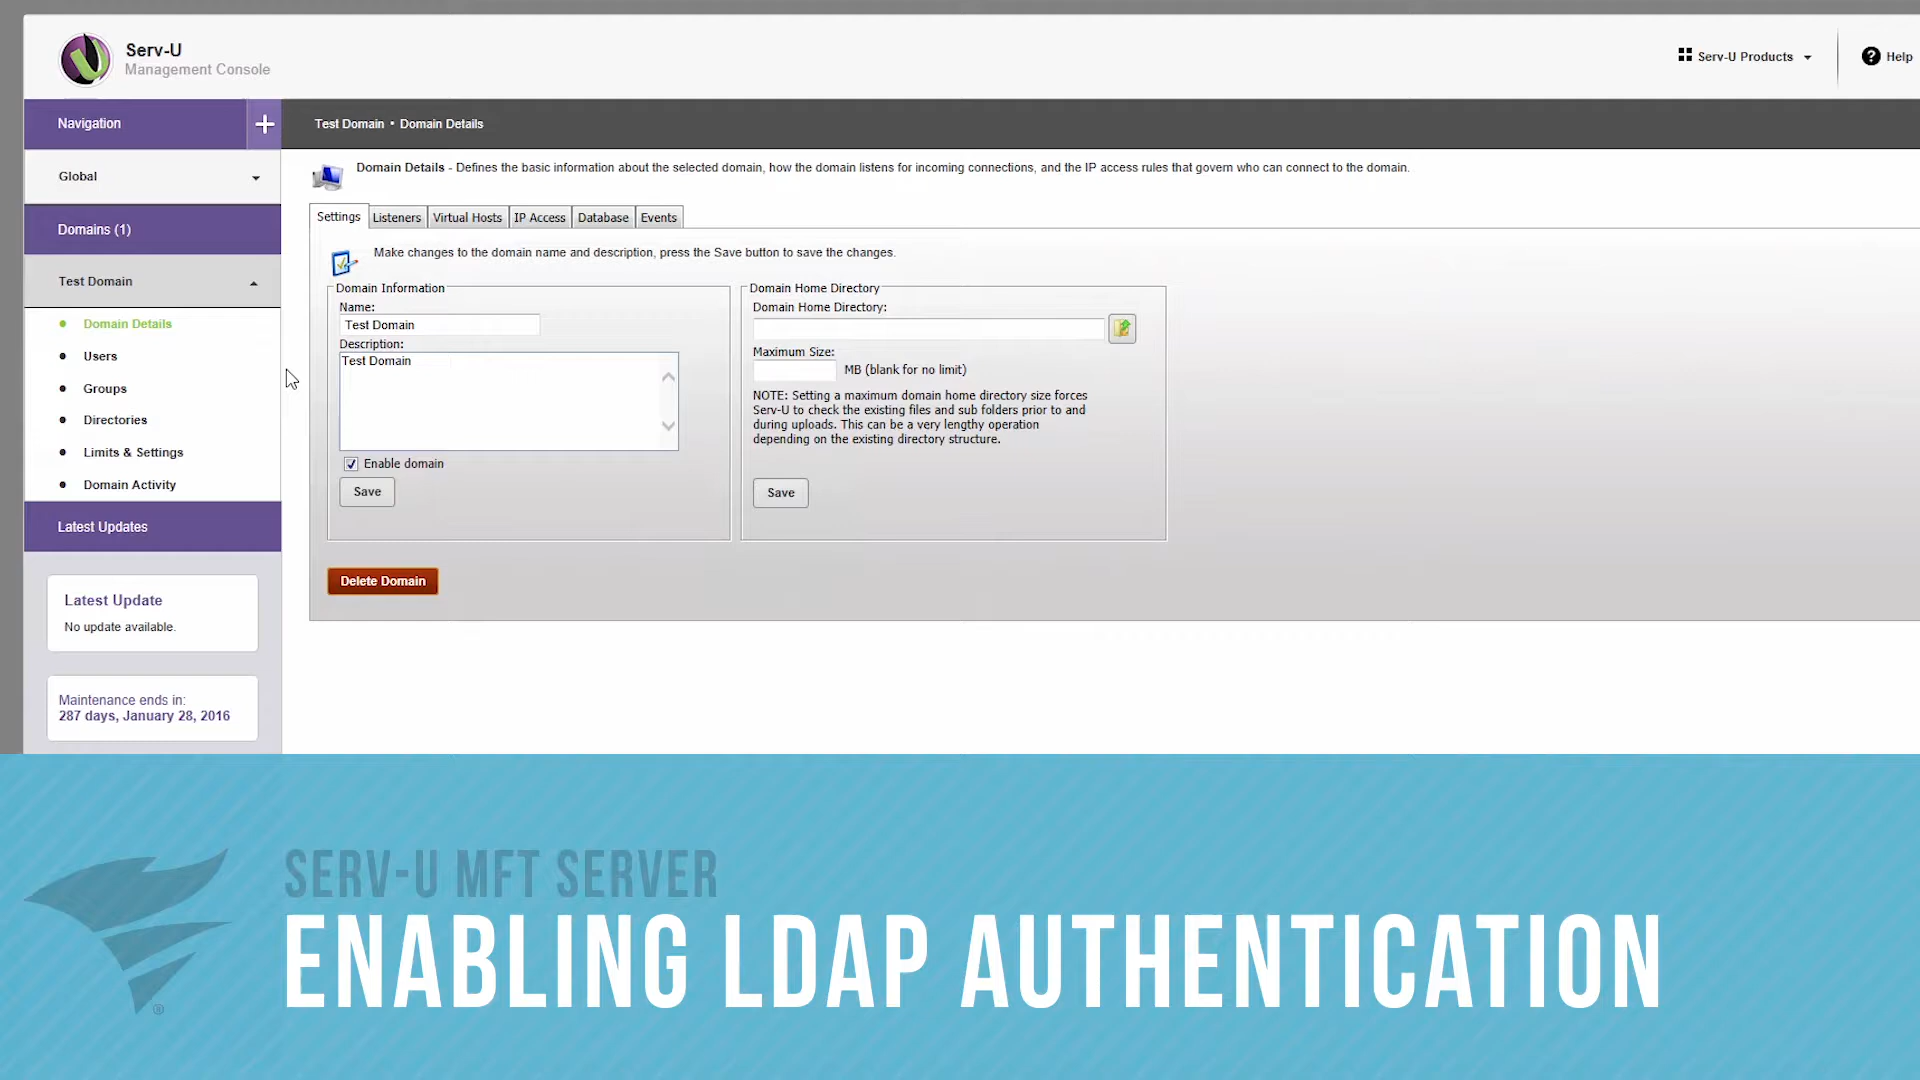 Serv-U
Management Console
Serv-U Products
Help
Navigation
Test Domain • Domain Details
Global
Domains (1)
Test Domain
Domain Details
Users
Groups
Directories
Limits & Settings
Domain Activity
Latest Updates
Latest Update
No update available.
Maintenance ends in:
287 days, January 28, 2016
Domain Details - Defines the basic information about the selected domain, how the domain listens for incoming connections, and the IP access rules that govern who can connect to the domain.
Settings Listeners Virtual Hosts IP Access Database Events
Make changes to the domain name and description, press the Save button to save the changes.
Domain Information
Name:
Test Domain
Description:
Test Domain
Enable domain
Save
Domain Home Directory
Domain Home Directory:
Maximum Size:
MB (blank for no limit)
NOTE: Setting a maximum domain home directory size forces
Serv-U to check the existing files and sub folders prior to and
during uploads. This can be a very lengthy operation
depending on the existing directory structure.
Save
Delete Domain
SERV-U MFT SERVER
ENABLING LDAP AUTHENTICATION
®